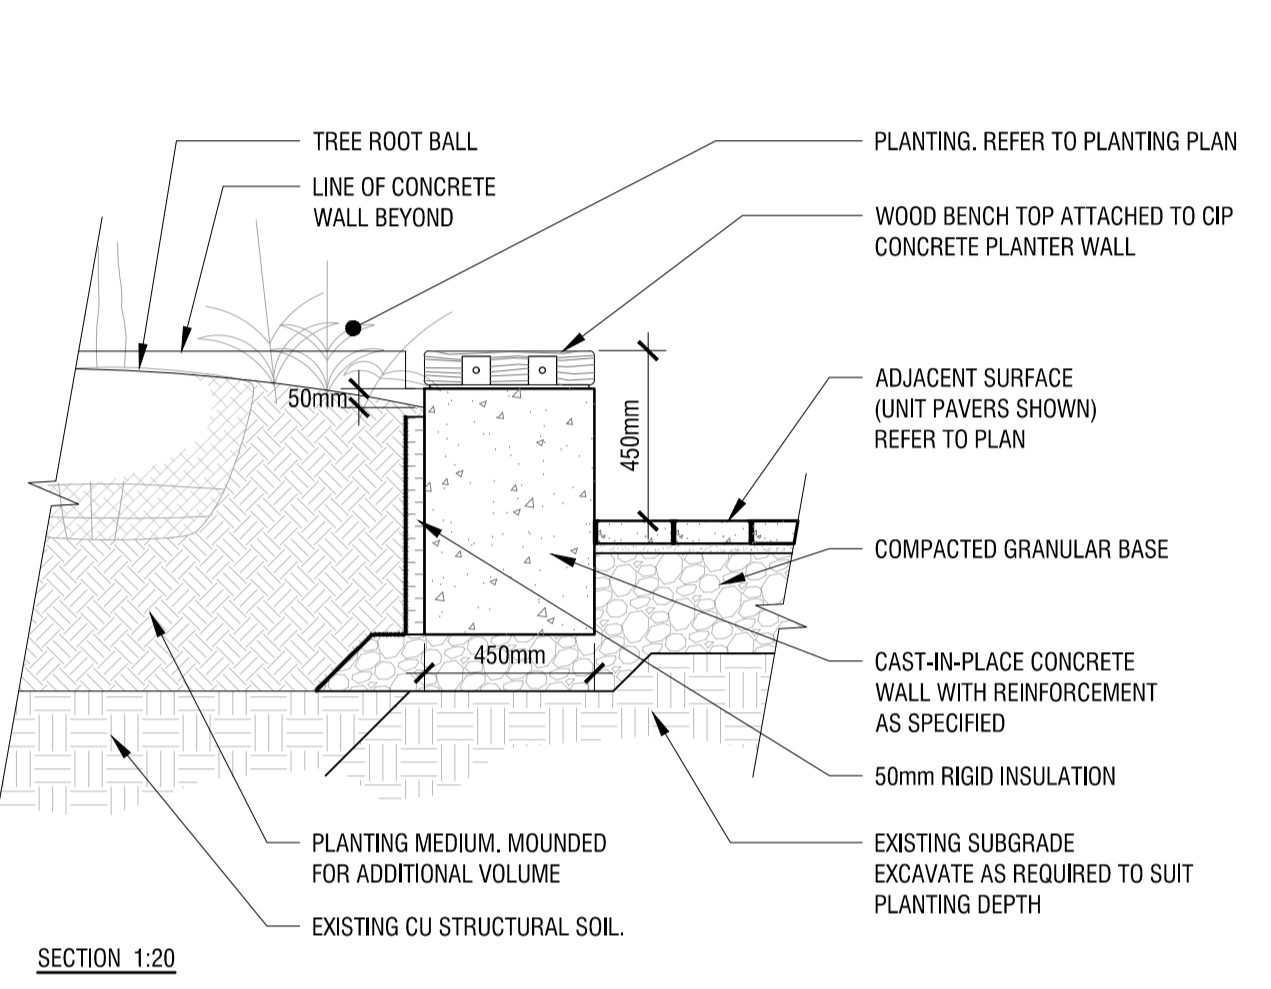 TREE ROOT BALL
LINE OF CONCRETE
WALL BEYOND
PLANTING. REFER TO PLANTING PLAN
WOOD BENCH TOP ATTACHED TO CIP
CONCRETE PLANTER WALL
50mm
450mm
ADJACENT SURFACE
(UNIT PAVERS SHOWN)
REFER TO PLAN
COMPACTED GRANULAR BASE
450mm
CAST-IN-PLACE CONCRETE
WALL WITH REINFORCEMENT
AS SPECIFIED
50mm RIGID INSULATION
PLANTING MEDIUM. MOUNDED
FOR ADDITIONAL VOLUME
EXISTING SUBGRADE
EXCAVATE AS REQUIRED TO SUIT
PLANTING DEPTH
EXISTING CU STRUCTURAL SOIL.
SECTION 1:20